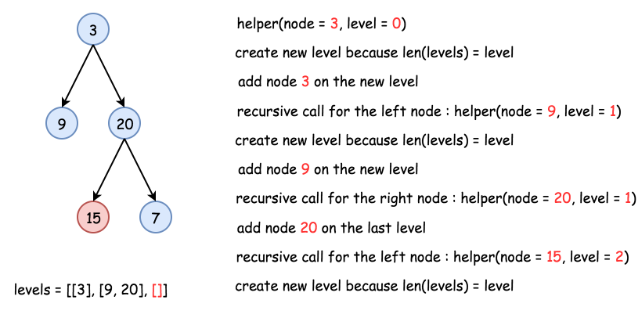 3
9
20
15
7
levels = [[3], [9, 20], []]
helper(node = 3, level = 0)
create new level because len(levels) = level
add node 3 on the new level
recursive call for the left node : helper(node = 9, level = 1)
create new level because len(levels) = level
add node 9 on the new level
recursive call for the right node : helper(node = 20, level = 1)
add node 20 on the last level
recursive call for the left node : helper(node = 15, level = 2)
create new level because len(levels) = level